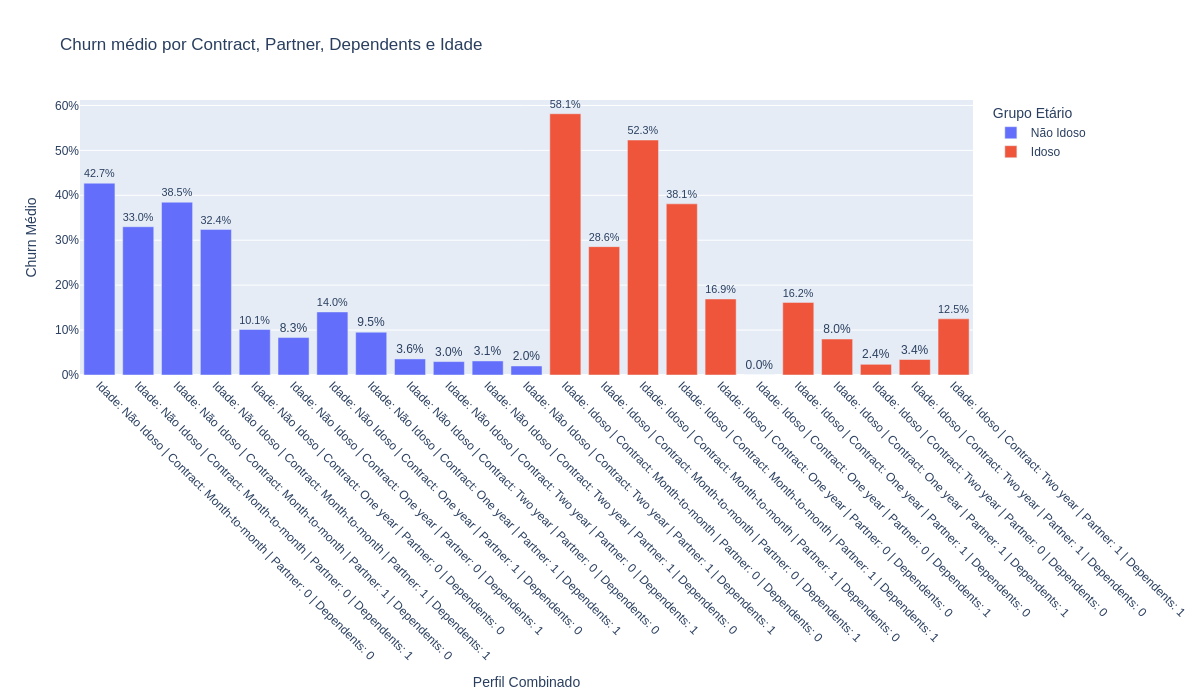 Churn médio por Contract, Partner, Dependents e Idade
Churn Médio
60%
50%
40%
30%
20%
10%
0%
42.7%
33.0%
38.5%
32.4%
10.1%
8.3%
14.0%
9.5%
3.6%
3.0%
3.1%
2.0%
58.1%
28.6%
52.3%
38.1%
16.9%
0.0%
16.2%
8.0%
2.4%
3.4%
12.5%
Grupo Etário
Não Idoso
Idoso
Idade: Não Idoso | Contract: Month-to-month | Partner: 0 | Dependents: 0
Idade: Não Idoso | Contract: Month-to-month | Partner: 0 | Dependents: 1
Idade: Não Idoso | Contract: Month-to-month | Partner: 1 | Dependents: 0
Idade: Não Idoso | Contract: Month-to-month | Partner: 1 | Dependents: 1
Idade: Não Idoso | Contract: One year | Partner: 0 | Dependents: 0
Idade: Não Idoso | Contract: One year | Partner: 0 | Dependents: 1
Idade: Não Idoso | Contract: One year | Partner: 1 | Dependents: 0
Idade: Não Idoso | Contract: One year | Partner: 1 | Dependents: 1
Idade: Não Idoso | Contract: Two year | Partner: 0 | Dependents: 0
Idade: Não Idoso | Contract: Two year | Partner: 0 | Dependents: 1
Idade: Não Idoso | Contract: Two year | Partner: 1 | Dependents: 0
Idade: Não Idoso | Contract: Two year | Partner: 1 | Dependents: 1
Idade: Idoso | Contract: Month-to-month | Partner: 0 | Dependents: 0
Idade: Idoso | Contract: Month-to-month | Partner: 0 | Dependents: 1
Idade: Idoso | Contract: Month-to-month | Partner: 1 | Dependents: 0
Idade: Idoso | Contract: Month-to-month | Partner: 1 | Dependents: 1
Idade: Idoso | Contract: One year | Partner: 0 | Dependents: 0
Idade: Idoso | Contract: One year | Partner: 0 | Dependents: 1
Idade: Idoso | Contract: One year | Partner: 1 | Dependents: 0
Idade: Idoso | Contract: One year | Partner: 1 | Dependents: 1
Idade: Idoso | Contract: Two year | Partner: 0 | Dependents: 0
Idade: Idoso | Contract: Two year | Partner: 1 | Dependents: 0
Idade: Idoso | Contract: Two year | Partner: 1 | Dependents: 1
Perfil Combinado